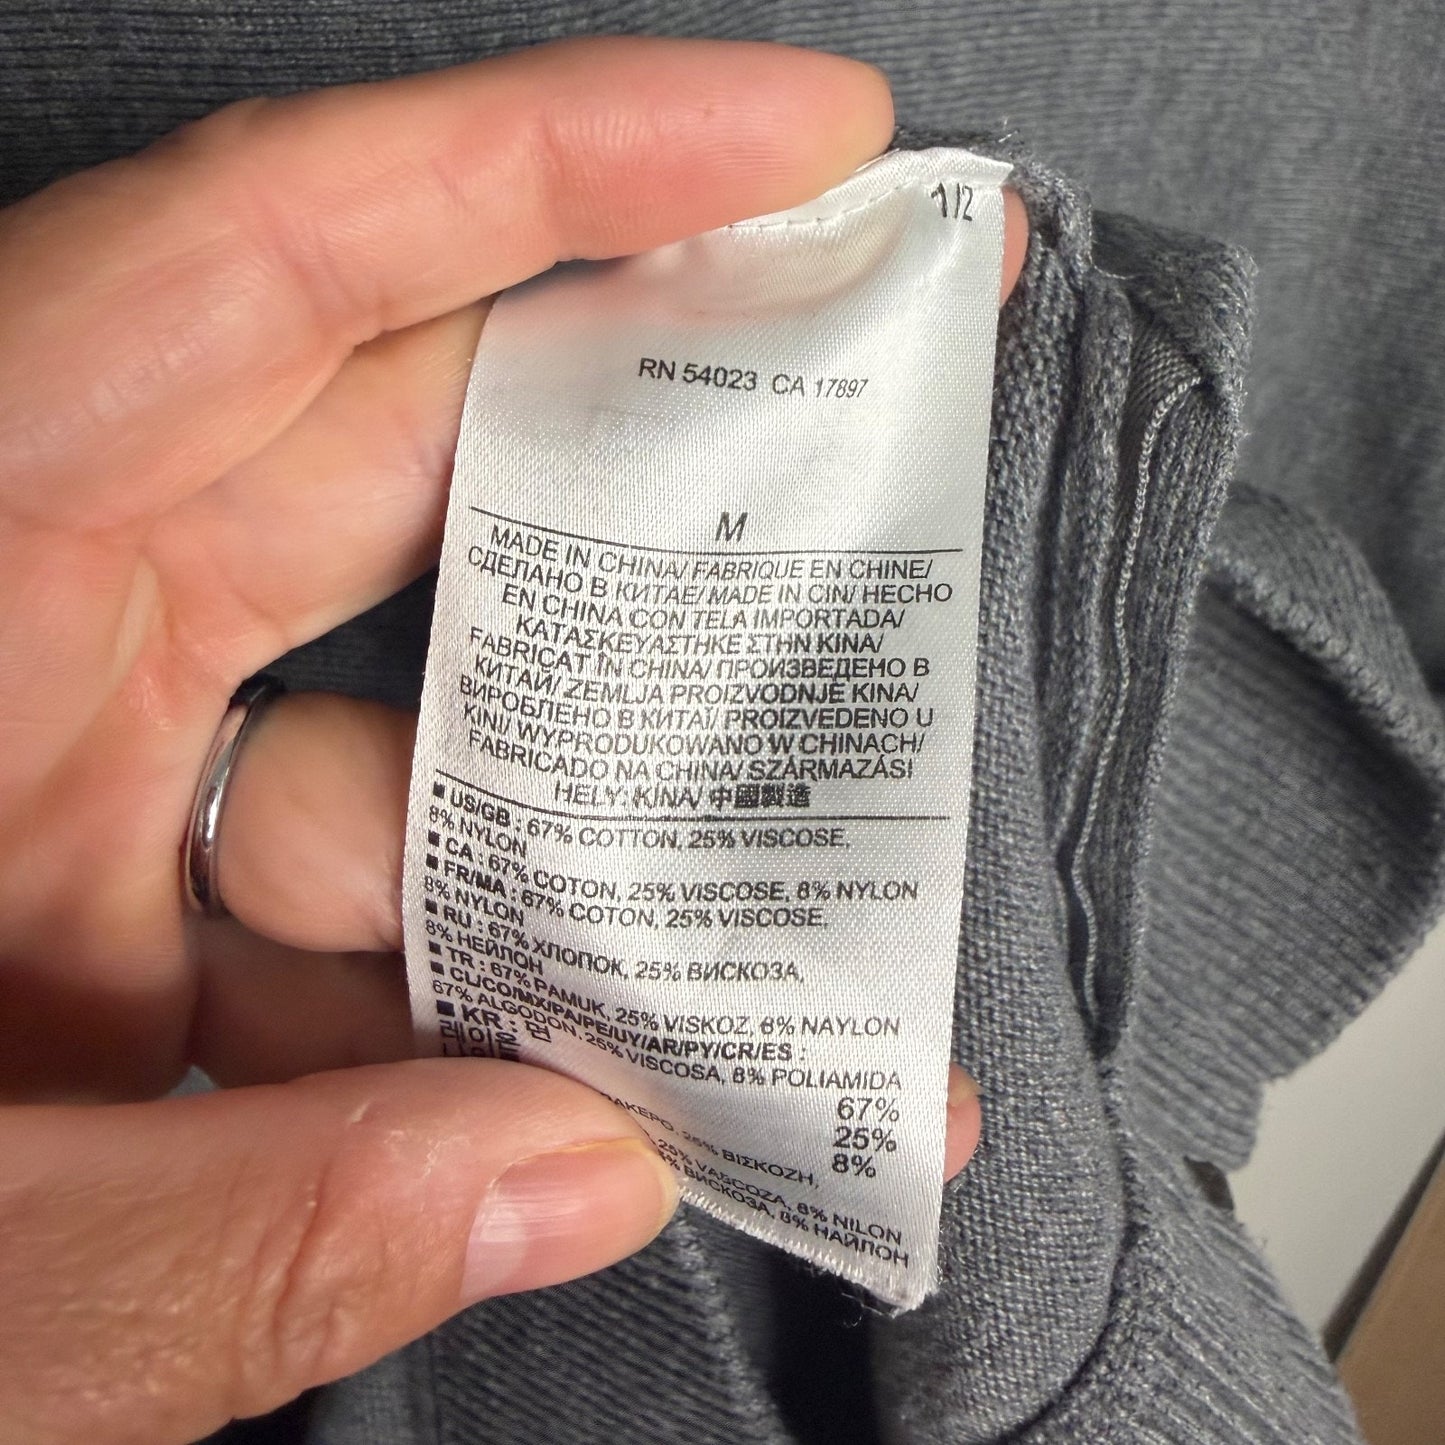 1/2
RN 54023 CA 17897
M
MADE IN CHINA/ FABRIQUE EN CHINE/
СДЕЛАНО В КИТАЕ/ MADE IN CIN/ HECHO
EN CHINA CON TELA IMPORTADA/
ΚΑΤΑΣΚΕΥΑΣΤΗΚΕ ΣΤΗΝ ΚΙΝΑ/
FABRICAT ÎN CHINA/ ПРОИЗВЕДЕНО В
КИТАЙ/ ZEMLJA PROIZVODNJE KINA/
ВИРОБЛЕНО В КИТАЇ/ PROIZVEDENO U
KINI/ WYPRODUKOWANO W CHINACH/
FABRICADO NA CHINA/ SZÁRMAZÁSI
HELY: KÍNA/ 中國製造
■ US/GB : 67% COTTON, 25% VISCOSE,
8% NYLON
■ CA : 67% COTON, 25% VISCOSE, 8% NYLON
■ FR/MA : 67% COTON, 25% VISCOSE,
8% NYLON
■ RU : 67% ХЛОПОК, 25% ВИСКОЗА,
8% НЕЙЛОН
■ TR : 67% PAMUK, 25% VISKOZ, 8% NAYLON
■ CL/CO/MX/PA/PE/UY/AR/PY/CR/ES :
67% ALGODON, 25% VISCOSA, 8% POLIAMIDA
■ KR : 면 67%
레이온 25%
8%
25% ΒΙΣΚΟΖΗ,
25% VASCOZA, 8% NILON
ВИСКОЗА, 8% НАЙЛОН